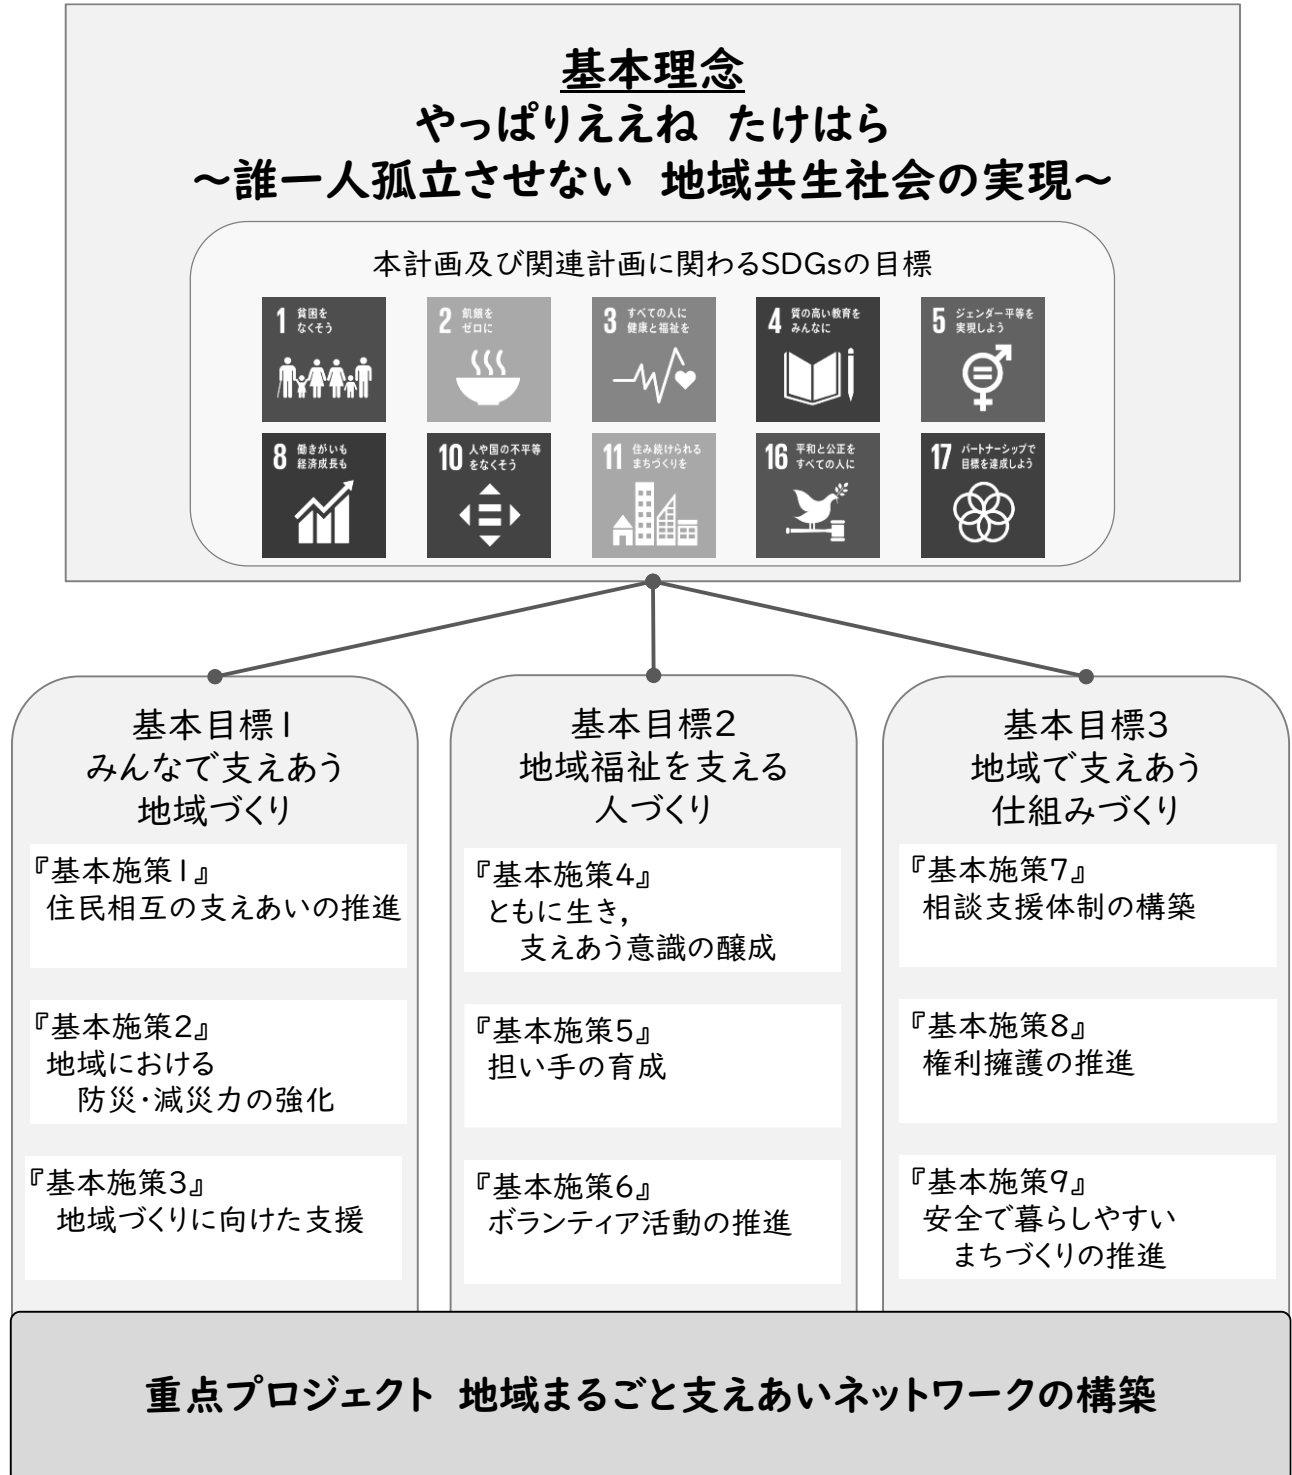 基本理念
やっぱりええね たけはら
～誰一人孤立させない 地域共生社会の実現～
本計画及び関連計画に関わるSDGsの目標
1 貧困を
なくそう
2 飢餓を
ゼロに
3 すべての人に
健康と福祉を
4 質の高い教育を
みんなに
5 ジェンダー平等を
実現しよう
8 働きがいも
経済成長も
10 人や国の不平等
をなくそう
11 住み続けられる
まちづくりを
16 平和と公正を
すべての人に
17 パートナーシップで
目標を達成しよう
基本目標1
みんなで支えあう
地域づくり
『基本施策1』
住民相互の支えあいの推進
『基本施策2』
地域における
防災・減災力の強化
『基本施策3』
地域づくりに向けた支援
基本目標2
地域福祉を支える
人づくり
『基本施策4』
ともに生き，
支えあう意識の醸成
『基本施策5』
担い手の育成
『基本施策6』
ボランティア活動の推進
基本目標3
地域で支えあう
仕組みづくり
『基本施策7』
相談支援体制の構築
『基本施策8』
権利擁護の推進
『基本施策9』
安全で暮らしやすい
まちづくりの推進
重点プロジェクト 地域まるごと支えあいネットワークの構築